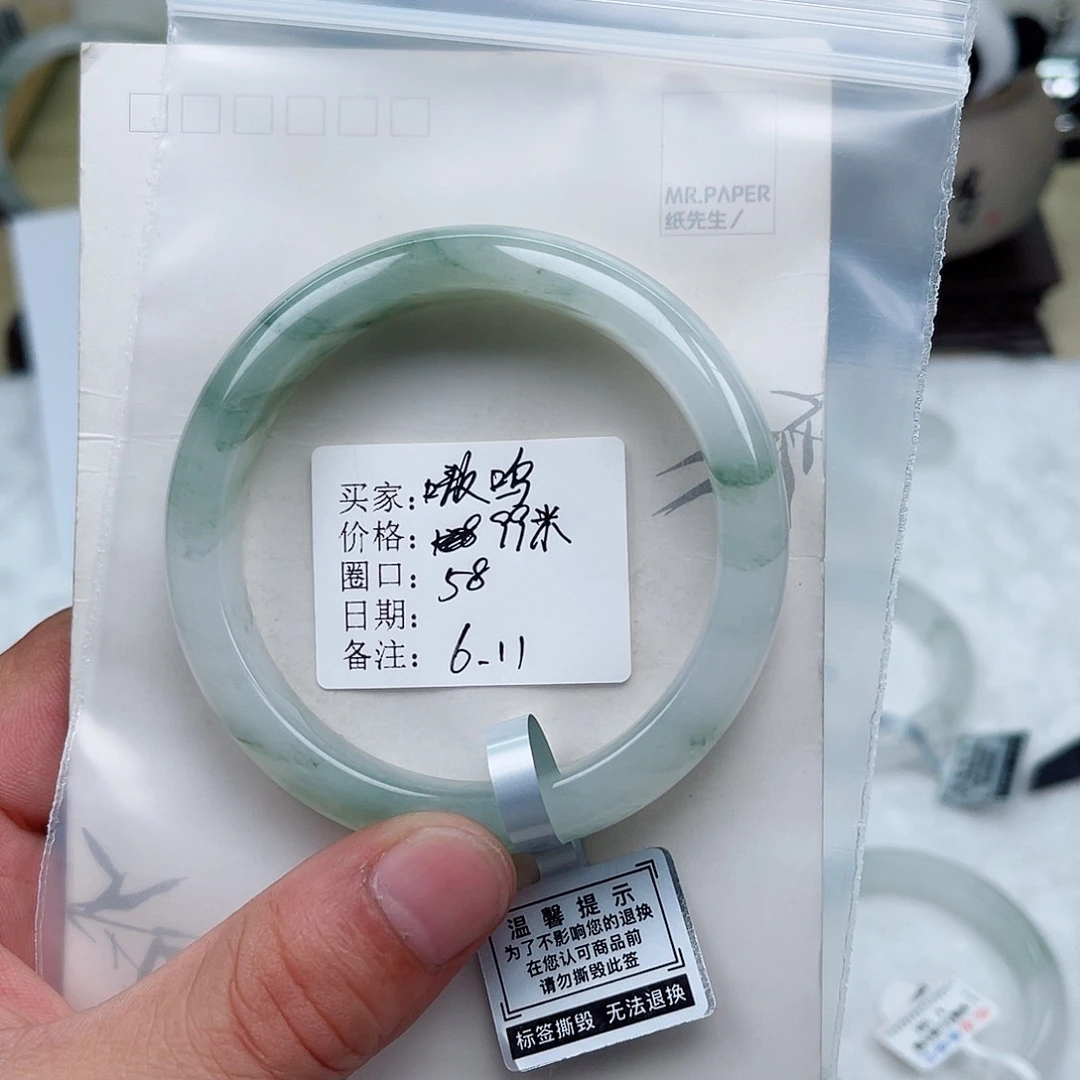 MR.PAPER
纸先生/
买家:嗷呜
价格: 99米
圈口: 58
日期:
备注: 6-11
温馨提示
为了不影响您的退换
在您认可商品前
请勿撕毁此签
标签撕毁 无法退换